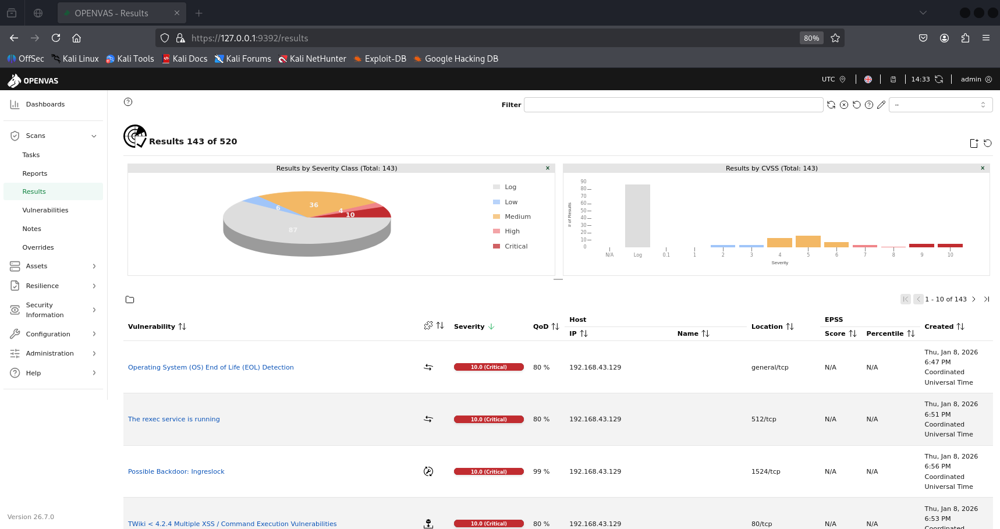 OPENVAS - Results
https://127.0.0.1:9392/results
80%
OffSec Kali Linux Kali Tools Kali Docs Kali Forums Kali NetHunter Exploit-DB Google Hacking DB
OPENVAS
UTC 14:33 admin
Dashboards
Scans
Tasks
Reports
Results
Vulnerabilities
Notes
Overrides
Assets
Resilience
Security
Information
Configuration
Administration
Help
Version 26.7.0
Filter
--
Results 143 of 520
Results by Severity Class (Total: 143) ×
6
36
4
10
87
Log
Low
Medium
High
Critical
Results by CVSS (Total: 143) ×
# of Results
90
80
70
60
50
40
30
20
10
0
N/A Log 0.1 1 2 3 4 5 6 7 8 9 10
Severity
1 - 10 of 143
Vulnerability Severity QoD Host Location EPSS Created
IP Name Score Percentile
Operating System (OS) End of Life (EOL) Detection 10.0 (Critical) 80 % 192.168.43.129 general/tcp N/A N/A
Thu, Jan 8, 2026
6:47 PM
Coordinated
Universal Time
The rexec service is running 10.0 (Critical) 80 % 192.168.43.129 512/tcp N/A N/A
Thu, Jan 8, 2026
6:51 PM
Coordinated
Universal Time
Possible Backdoor: Ingreslock 10.0 (Critical) 99 % 192.168.43.129 1524/tcp N/A N/A
Thu, Jan 8, 2026
6:56 PM
Coordinated
Universal Time
TWiki < 4.2.4 Multiple XSS / Command Execution Vulnerabilities 10.0 (Critical) 80 % 192.168.43.129 80/tcp N/A N/A
Thu, Jan 8, 2026
6:53 PM
Coordinated